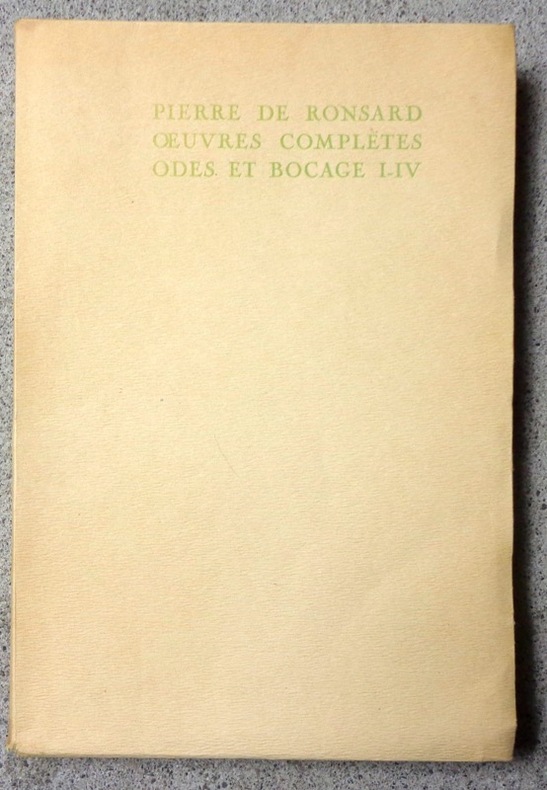 PIERRE DE RONSARD
ŒUVRES COMPLÈTES
ODES ET BOCAGE I-IV